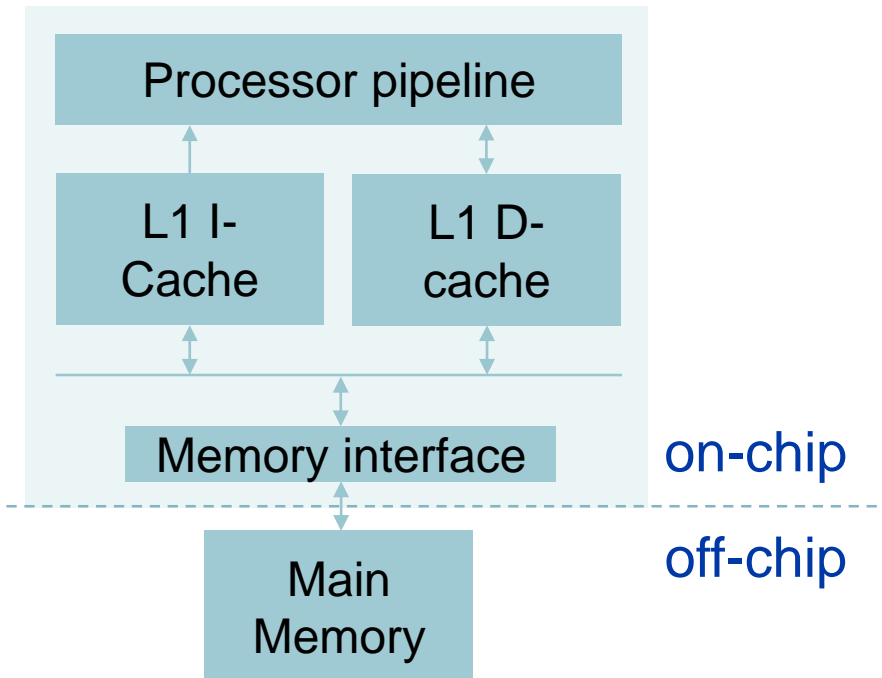 Processor pipeline
L1 I-
Cache
L1 D-
cache
Memory interface
on-chip
off-chip
Main
Memory